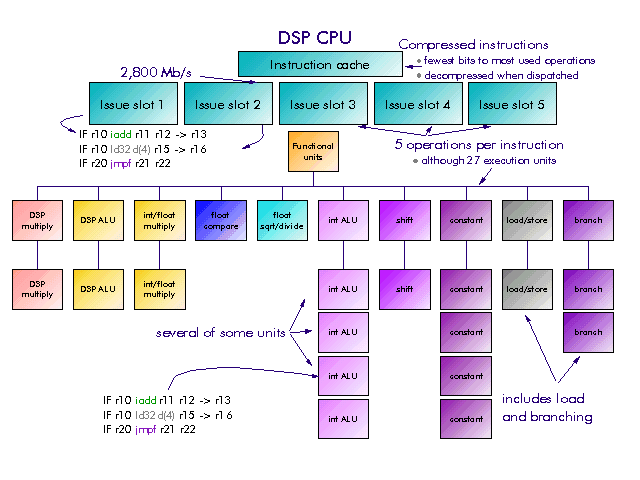 DSP CPU
Compressed instructions
Instruction cache
fewest bits to most used operations
2,800 Mb/s
decompressed when dispatched
Issue slot 1
Issue slot 2
Issue slot 3
Issue slot 4
Issue slot 5
IF r10 iadd r11 r12 -> r13
IF r10 ld32d(4) r15 -> r16
IF r20 jmpf r21 r22
Functional
units
5 operations per instruction
although 27 execution units
DSP
multiply
DSP ALU
int/float
multiply
float
compare
float
sqrt/divide
int ALU
shift
constant
load/store
branch
DSP
multiply
DSP ALU
int/float
multiply
int ALU
shift
constant
load/store
branch
several of some units
int ALU
constant
branch
int ALU
constant
IF r10 iadd r11 r12 -> r13
IF r10 ld32d(4) r15 -> r16
IF r20 jmpf r21 r22
int ALU
constant
includes load
and branching